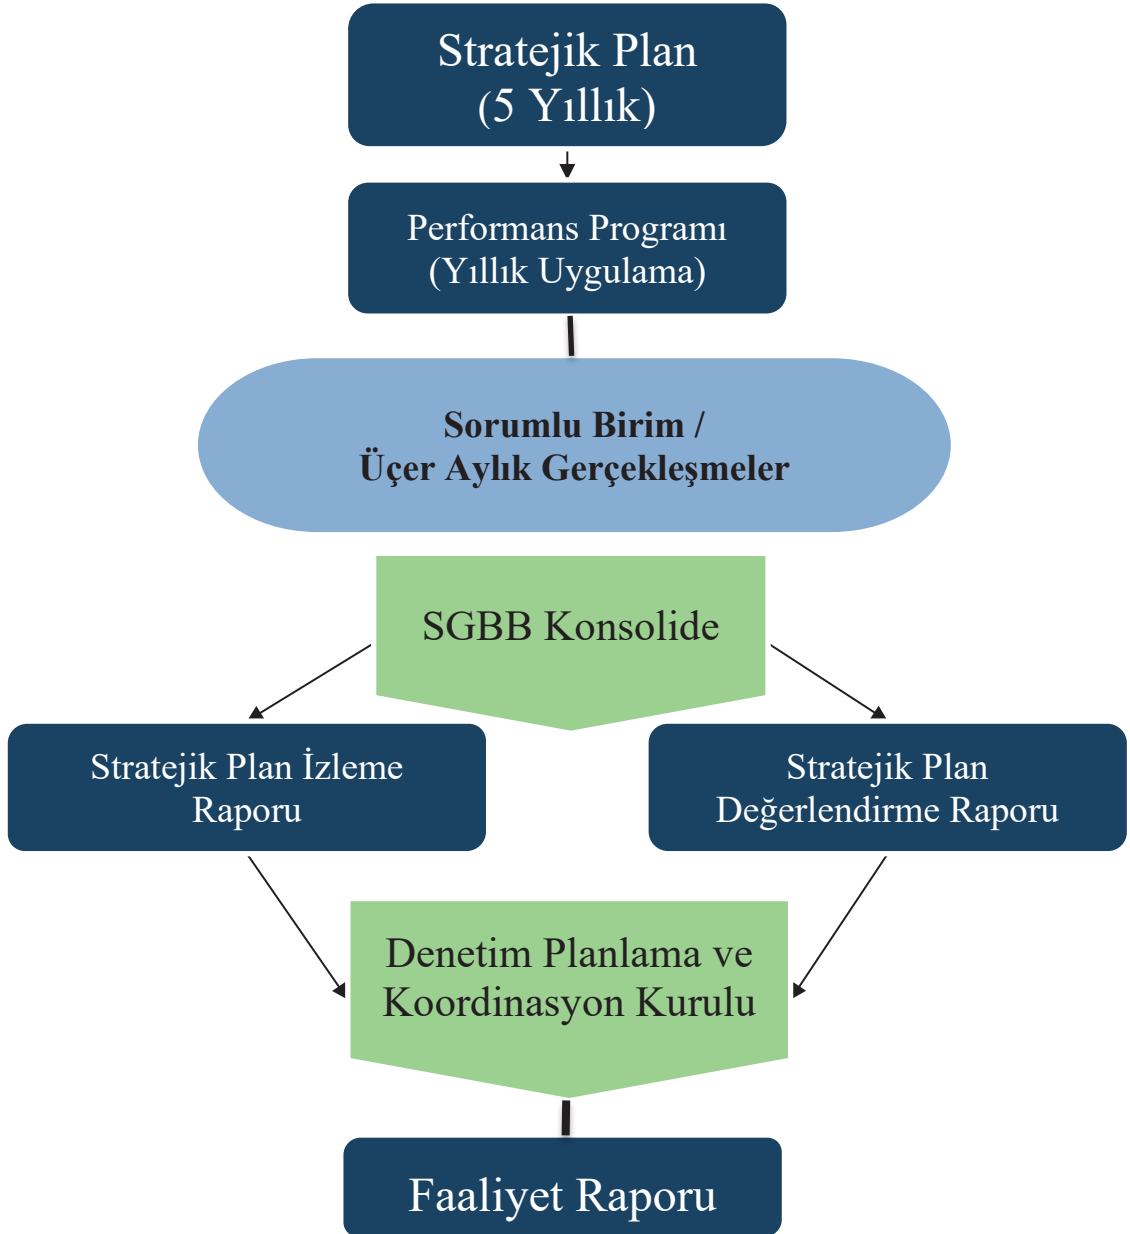 Stratejik Plan
(5 Yıllık)
Performans Programı
(Yıllık Uygulama)
Sorumlu Birim /
Üçer Aylık Gerçekleşmeler
SGBB Konsolide
Stratejik Plan İzleme
Raporu
Stratejik Plan
Değerlendirme Raporu
Denetim Planlama ve
Koordinasyon Kurulu
Faaliyet Raporu